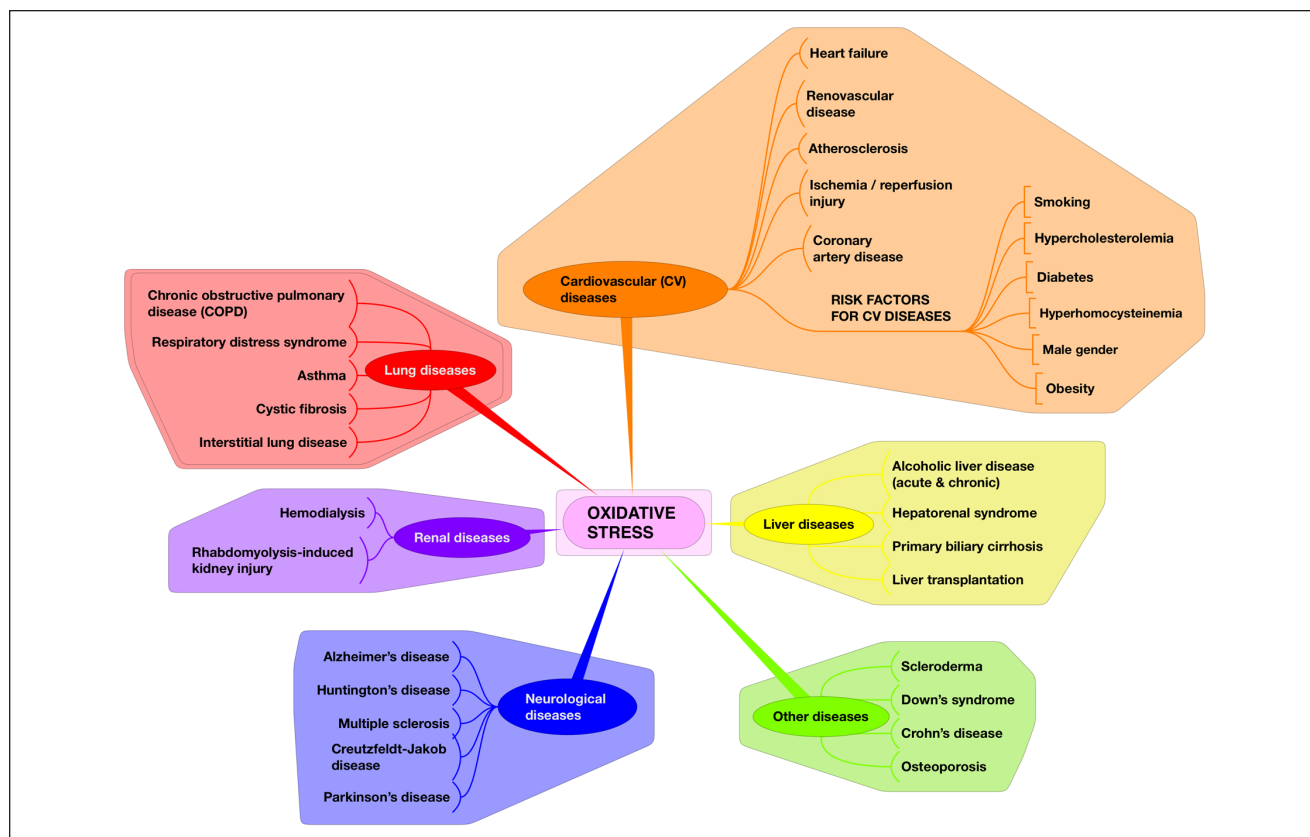 Heart failure
Renovascular
disease
Atherosclerosis
Ischemia / reperfusion
injury
Coronary
artery disease
Cardiovascular (CV)
diseases
RISK FACTORS
FOR CV DISEASES
Smoking
Hypercholesterolemia
Diabetes
Hyperhomocysteinemia
Male gender
Obesity
Chronic obstructive pulmonary
disease (COPD)
Respiratory distress syndrome
Asthma
Cystic fibrosis
Interstitial lung disease
Lung diseases
OXIDATIVE
STRESS
Hemodialysis
Rhabdomyolysis-induced
kidney injury
Renal diseases
Liver diseases
Alcoholic liver disease
(acute & chronic)
Hepatorenal syndrome
Primary biliary cirrhosis
Liver transplantation
Alzheimer's disease
Huntington's disease
Multiple sclerosis
Creutzfeldt-Jakob
disease
Parkinson's disease
Neurological
diseases
Other diseases
Scleroderma
Down's syndrome
Crohn's disease
Osteoporosis